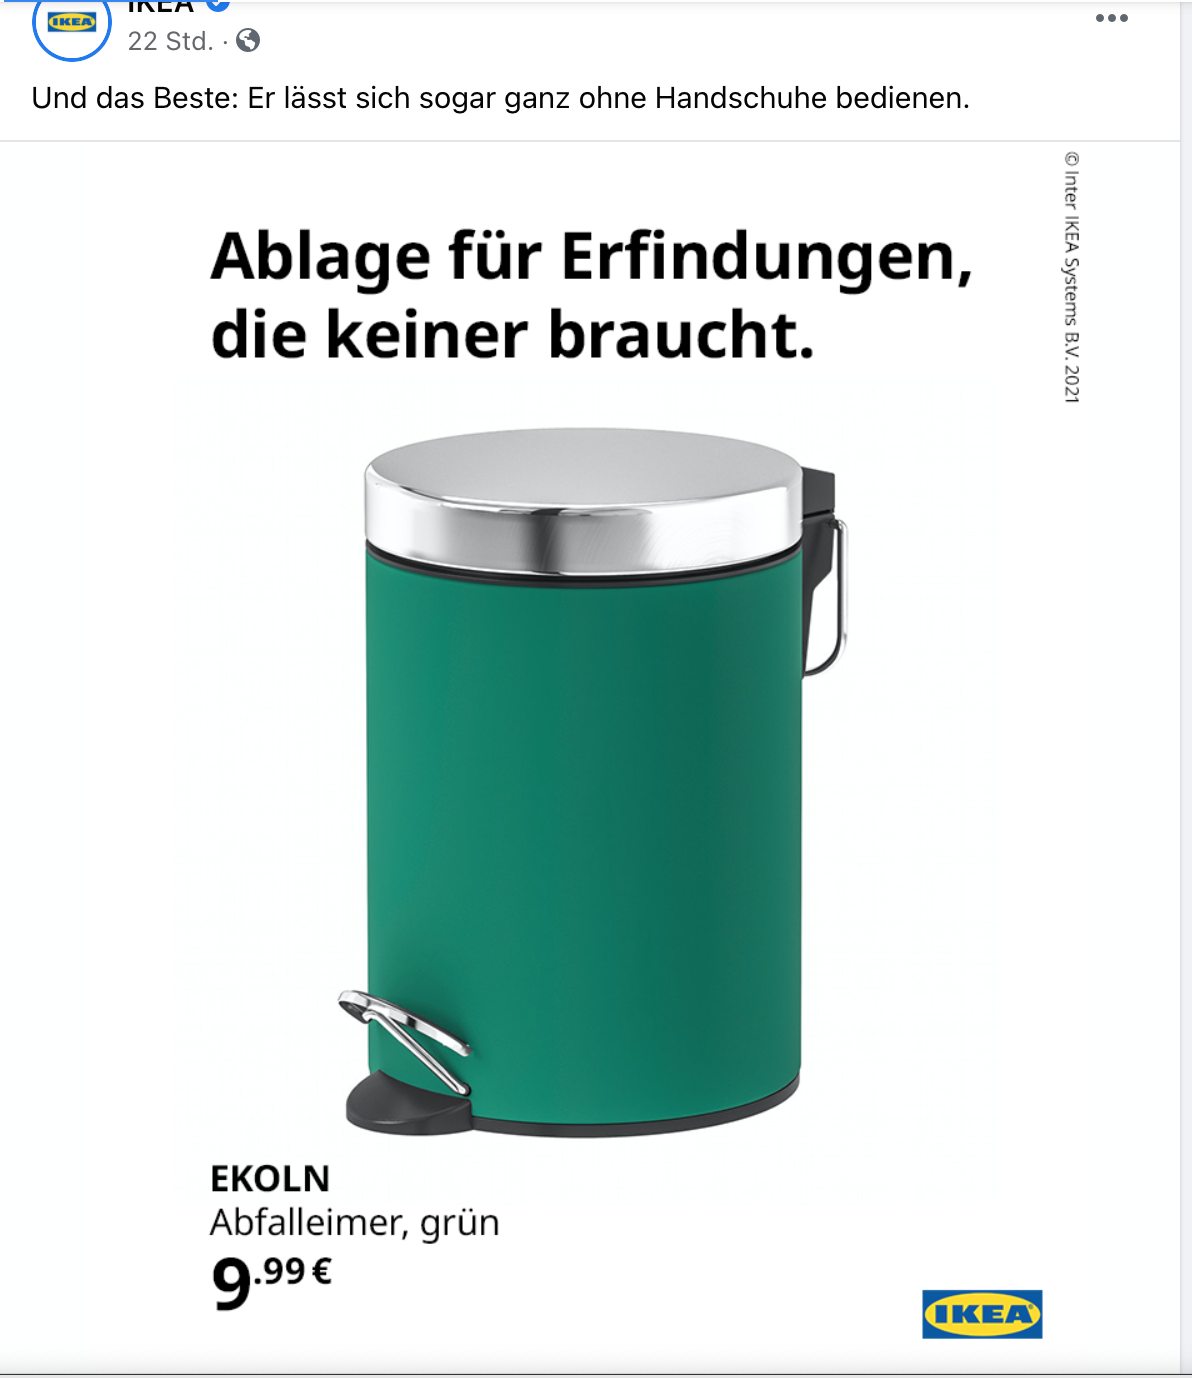 IKEA
IKEA
22 Std. ·
Und das Beste: Er lässt sich sogar ganz ohne Handschuhe bedienen.
© Inter IKEA Systems B.V. 2021
Ablage für Erfindungen,
die keiner braucht.
EKOLN
Abfalleimer, grün
9.99€
IKEA